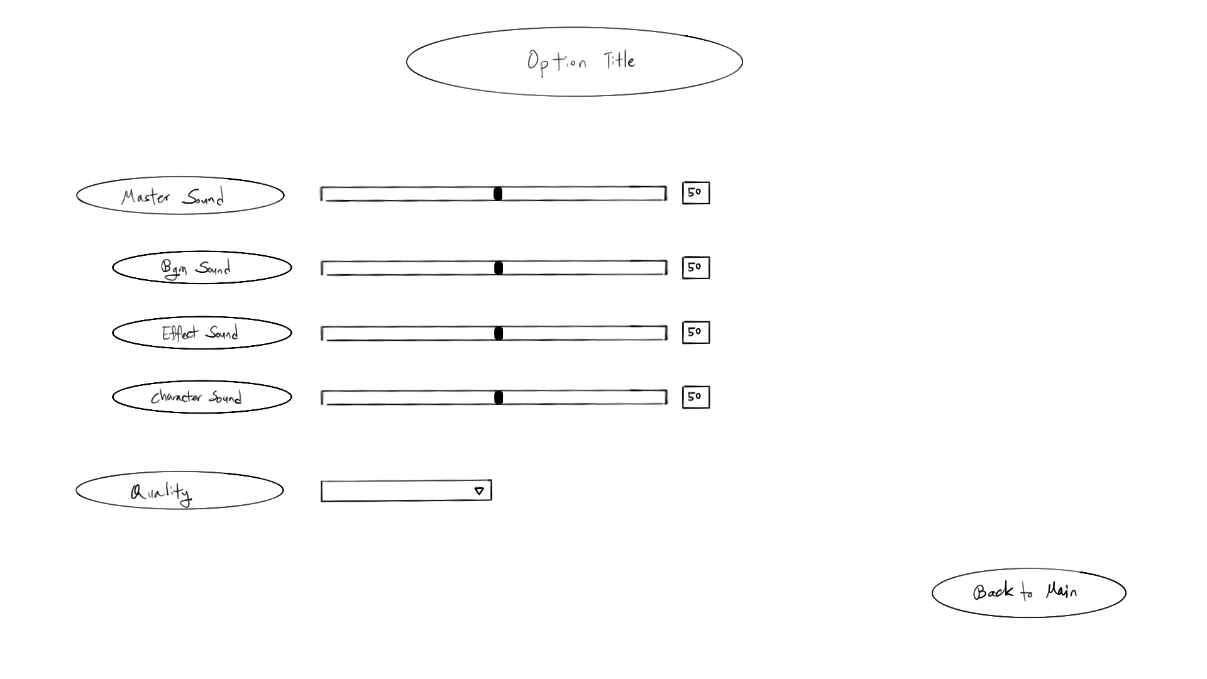 Option Title
Master Sound 50
Bgm Sound 50
Effect Sound 50
Character Sound 50
Quality
Back to Main